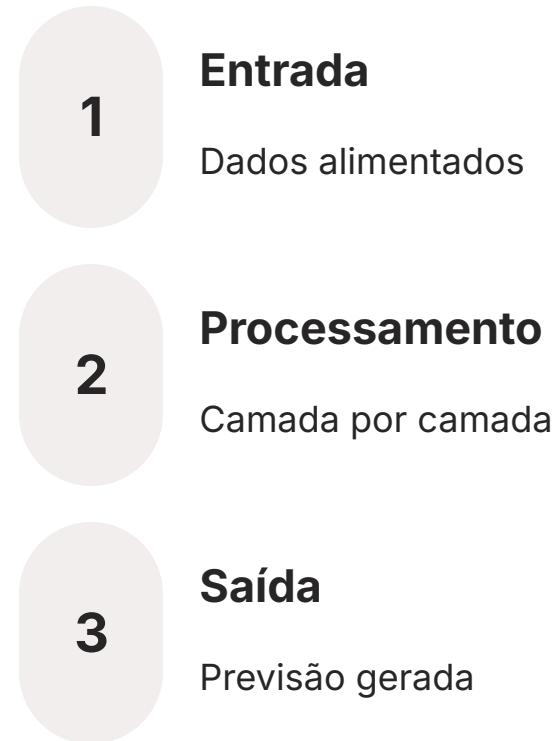 1
Entrada
Dados alimentados
2
Processamento
Camada por camada
3
Saída
Previsão gerada